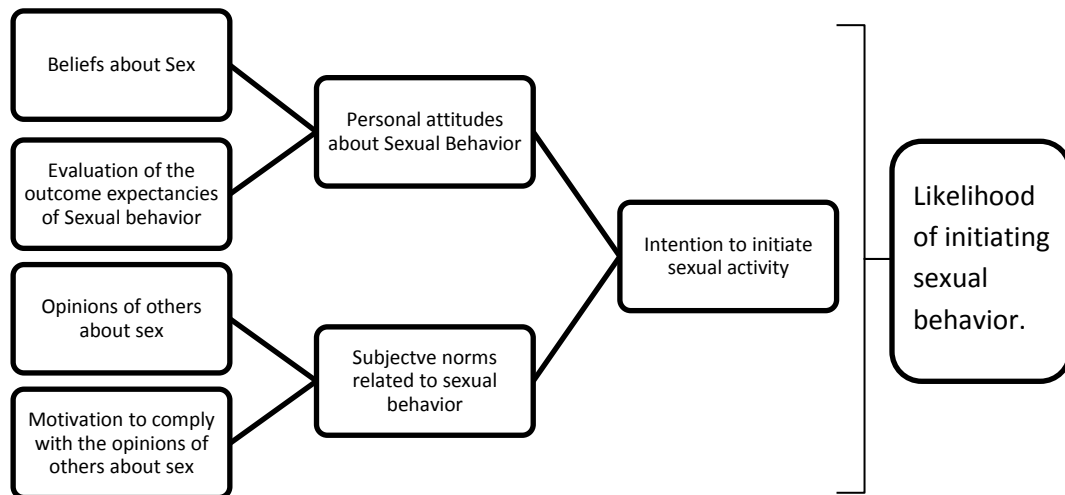 Beliefs about Sex
Evaluation of the
outcome expectancies
of Sexual behavior
Opinions of others
about sex
Motivation to comply
with the opinions of
others about sex
Personal attitudes
about Sexual Behavior
Subjectve norms
related to sexual
behavior
Intention to initiate
sexual activity
Likelihood
of initiating
sexual
behavior.